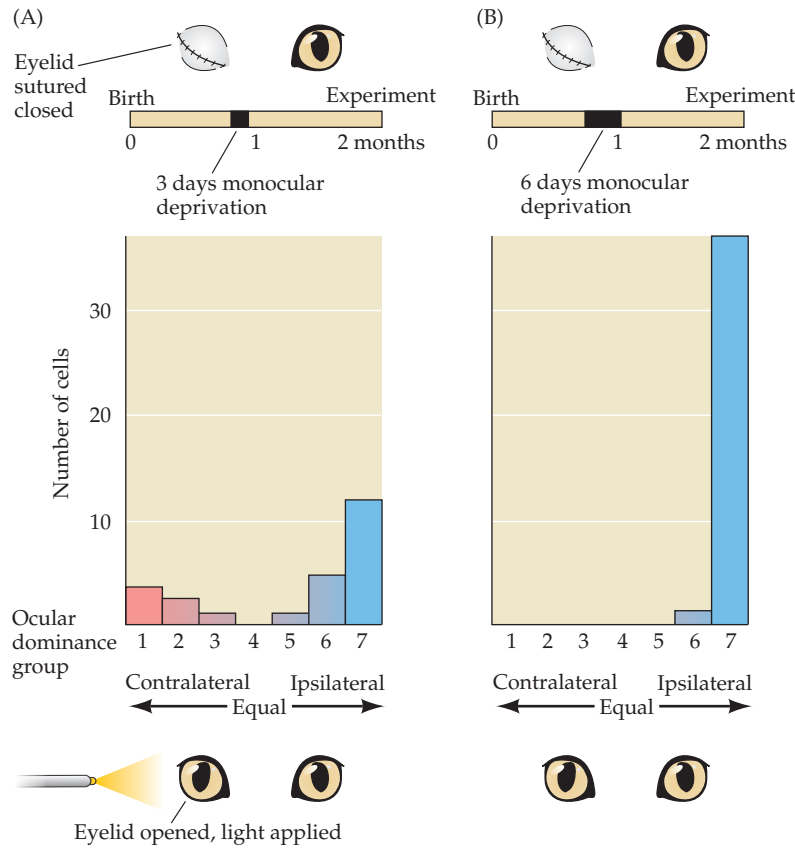 (A)
Eyelid
sutured
closed
Birth
Experiment
0
1
2 months
3 days monocular
deprivation
Number of cells
30
20
10
Ocular
dominance
group
1 2 3 4 5 6 7
Contralateral
Ipsilateral
Equal
Eyelid opened, light applied
(B)
Birth
Experiment
0
1
2 months
6 days monocular
deprivation
1 2 3 4 5 6 7
Contralateral
Ipsilateral
Equal